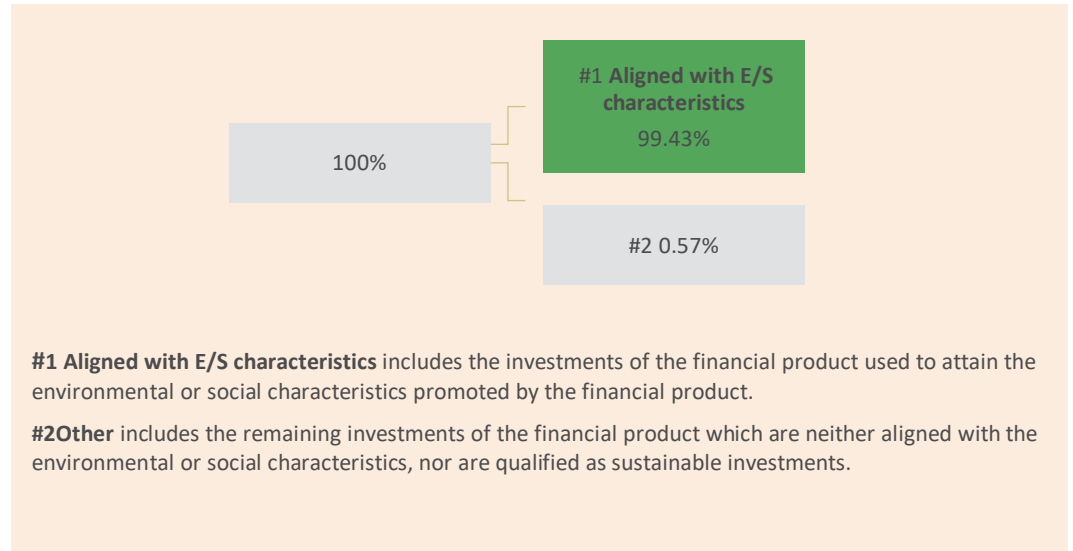 #1 Aligned with E/S
characteristics
99.43%
100%
#2 0.57%
#1 Aligned with E/S characteristics includes the investments of the financial product used to attain the
environmental or social characteristics promoted by the financial product.
#2Other includes the remaining investments of the financial product which are neither aligned with the
environmental or social characteristics, nor are qualified as sustainable investments.